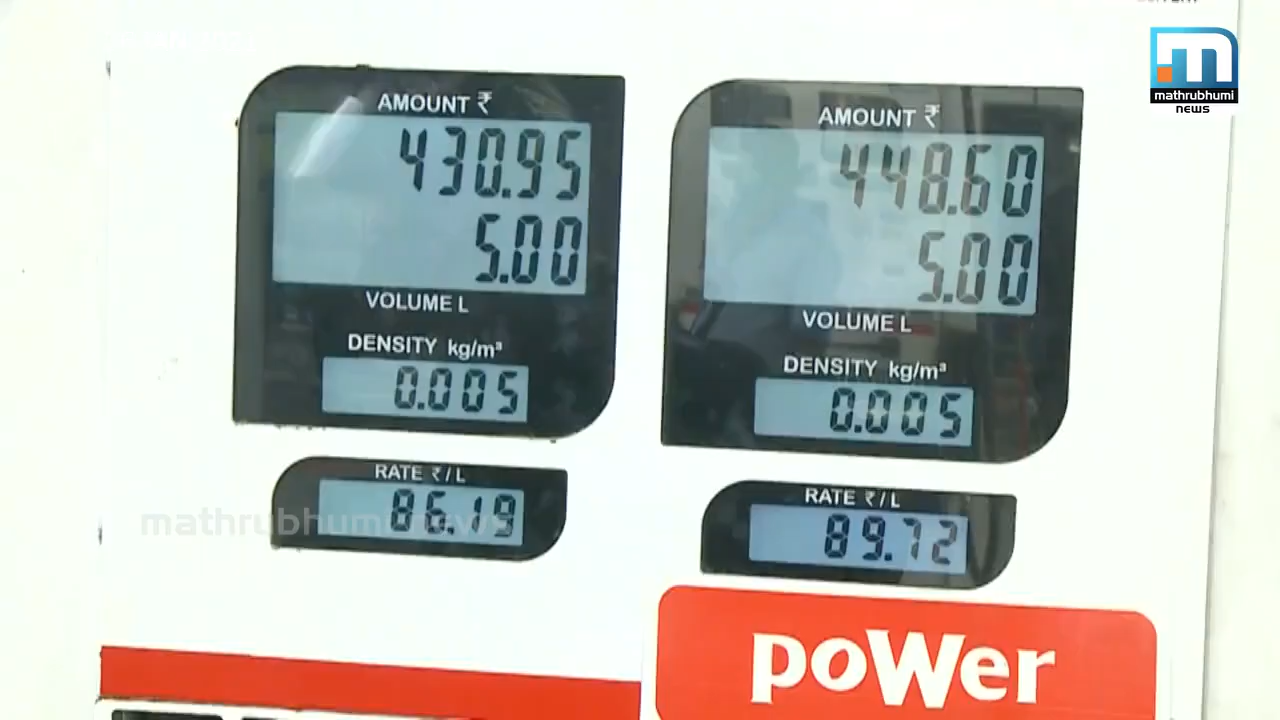 mathrubhumi
news
AMOUNT ₹
430.95
5.00
VOLUME L
DENSITY kg/m³
0.005
RATE ₹/L
86.19
AMOUNT ₹
448.60
5.00
VOLUME L
DENSITY kg/m³
0.005
RATE ₹/L
89.72
mathrubhumi news
poWer